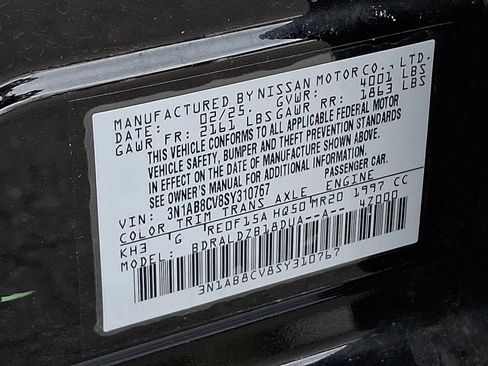 MANUFACTURED BY NISSAN MOTOR CO., LTD.
DATE: 02/25 GVWR: 4001 LBS
GAWR FR: 2161 LBS GAWR RR: 1863 LBS
THIS VEHICLE CONFORMS TO ALL APPLICABLE FEDERAL MOTOR
VEHICLE SAFETY, BUMPER AND THEFT PREVENTION STANDARDS
IN EFFECT ON THE DATE OF MANUFACTURE SHOWN ABOVE.
SEE OWNER'S MANUAL FOR ADDITIONAL INFORMATION.
VIN: 3N1AB8CV8SY310767 PASSENGER CAR.
COLOR TRIM TRANS AXLE ENGINE
KH3 G RE0F15A HQ50 MR20 1997 CC
MODEL: BDRALDZB18DUA--A-- 4Z000
3N1AB8CV8SY310767